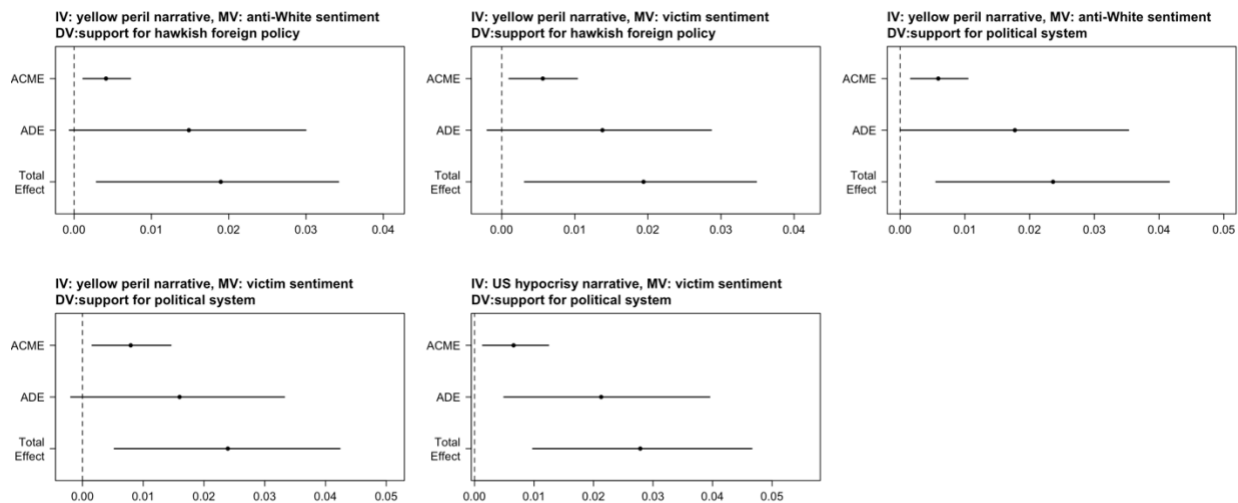 IV: yellow peril narrative, MV: anti-White sentiment
DV:support for hawkish foreign policy
ACME
ADE
Total
Effect
0.00 0.01 0.02 0.03 0.04
IV: yellow peril narrative, MV: victim sentiment
DV:support for hawkish foreign policy
ACME
ADE
Total
Effect
0.00 0.01 0.02 0.03 0.04
IV: yellow peril narrative, MV: anti-White sentiment
DV:support for political system
ACME
ADE
Total
Effect
0.00 0.01 0.02 0.03 0.04 0.05
IV: yellow peril narrative, MV: victim sentiment
DV:support for political system
ACME
ADE
Total
Effect
0.00 0.01 0.02 0.03 0.04 0.05
IV: US hypocrisy narrative, MV: victim sentiment
DV:support for political system
ACME
ADE
Total
Effect
0.00 0.01 0.02 0.03 0.04 0.05